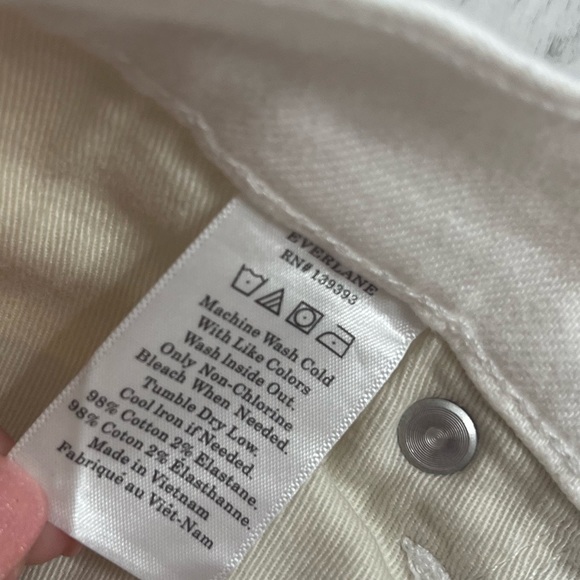 EVERLANE
RN# 139393
Machine Wash Cold
With Like Colors
Wash Inside Out.
Only Non-Chlorine
Bleach When Needed.
Tumble Dry Low.
Cool Iron if Needed.
98% Cotton 2% Elastane.
98% Coton 2% Elasthanne.
Made in Vietnam
Fabriqué au Viêt-Nam